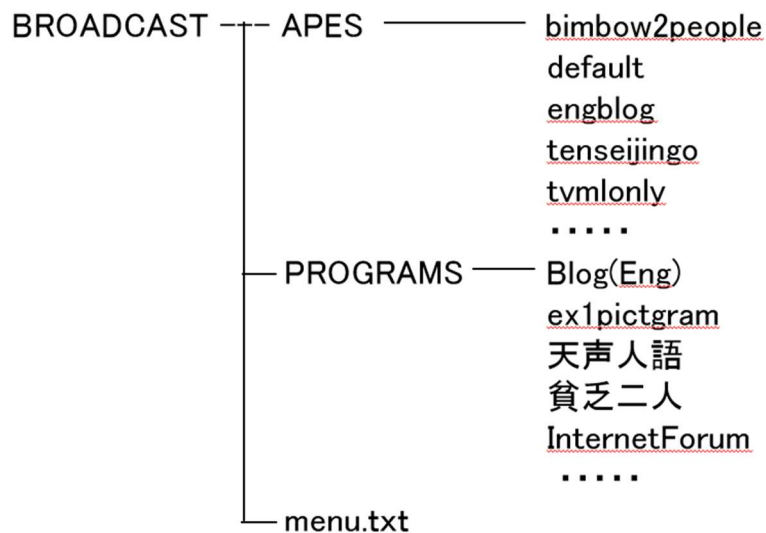 BROADCAST APES bimbow2people
default
engblog
tenseijingo
tvmlonly
・・・・・
PROGRAMS Blog(Eng)
ex1pictgram
天声人語
貧乏二人
InternetForum
・・・・・
menu.txt